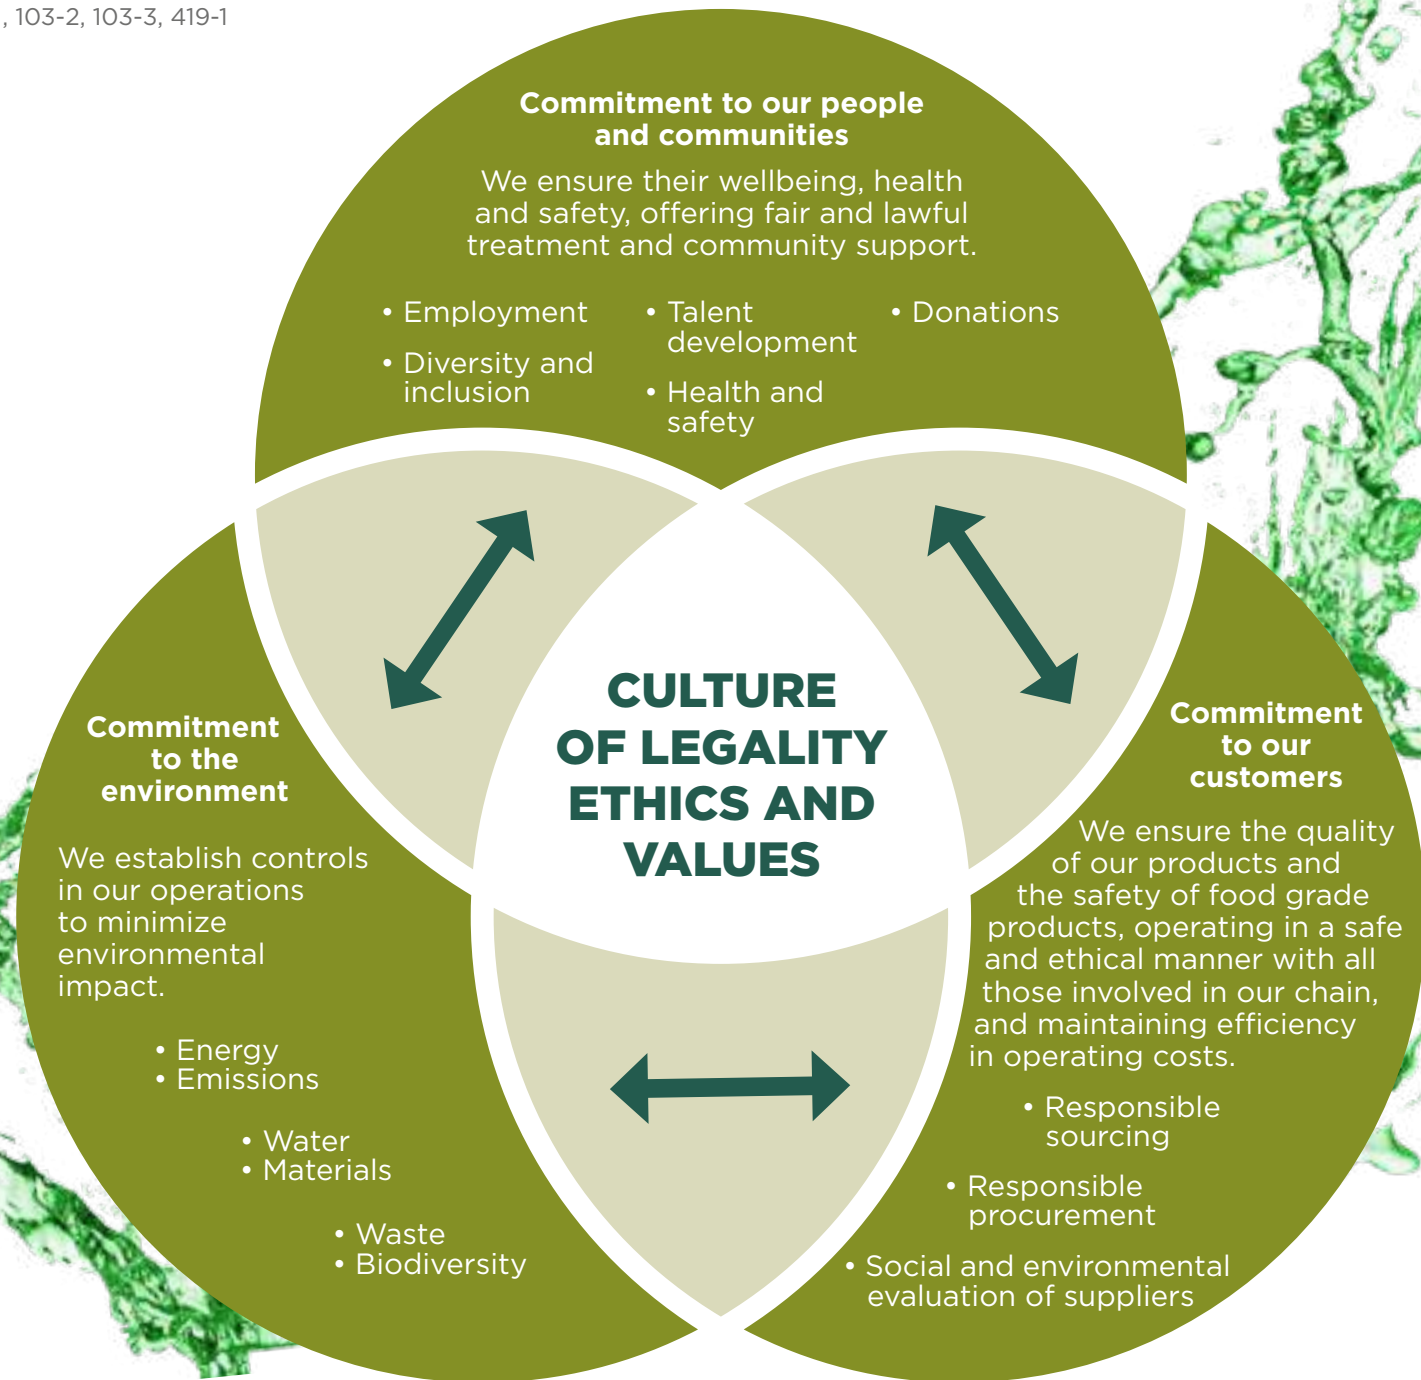 , 103-2, 103-3, 419-1
Commitment to our people
and communities
We ensure their wellbeing, health
and safety, offering fair and lawful
treatment and community support.
• Employment
• Diversity and
inclusion
• Talent
development
• Health and
safety
• Donations
CULTURE
OF LEGALITY
ETHICS AND
VALUES
Commitment
to the
environment
We establish controls
in our operations
to minimize
environmental
impact.
• Energy
• Emissions
• Water
• Materials
• Waste
• Biodiversity
Commitment
to our
customers
We ensure the quality
of our products and
the safety of food grade
products, operating in a safe
and ethical manner with all
those involved in our chain,
and maintaining efficiency
in operating costs.
• Responsible
sourcing
• Responsible
procurement
• Social and environmental
evaluation of suppliers